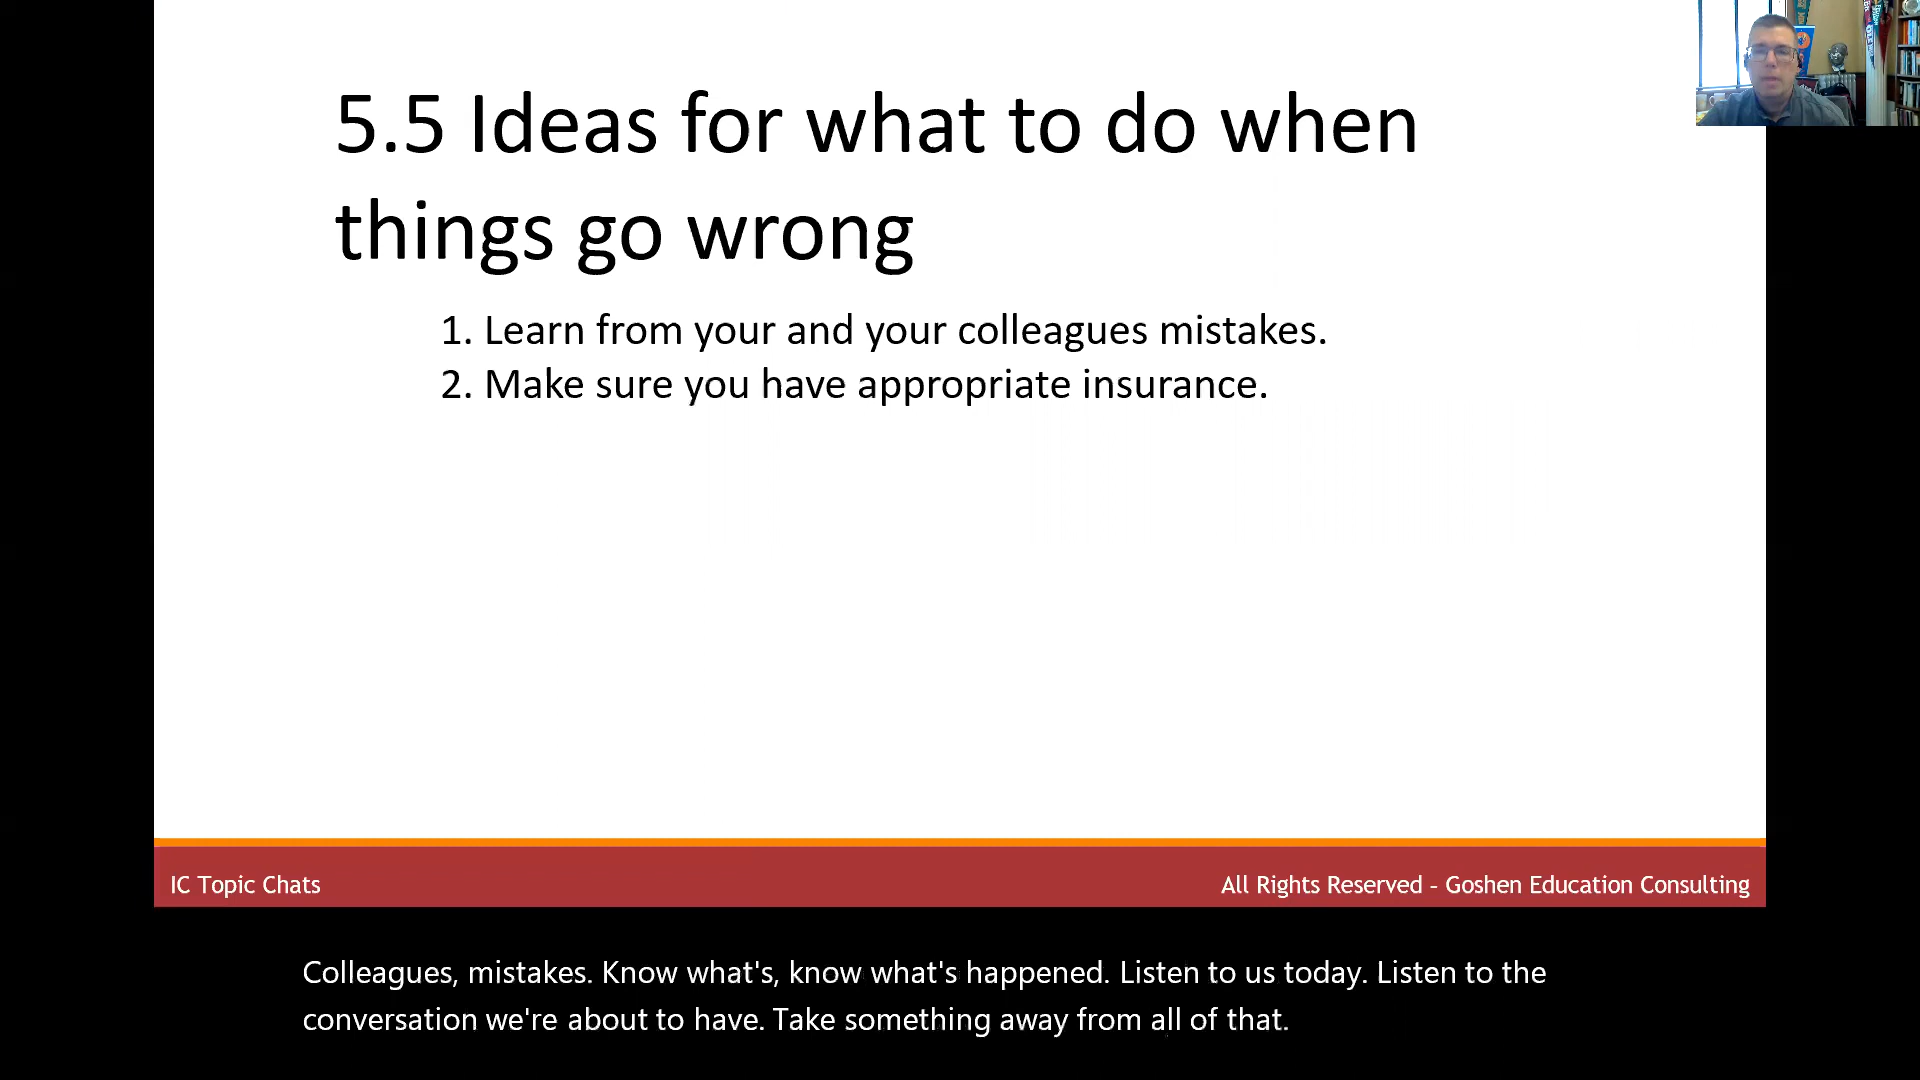 5.5 Ideas for what to do when
things go wrong
1. Learn from your and your colleagues mistakes.
2. Make sure you have appropriate insurance.
IC Topic Chats
All Rights Reserved – Goshen Education Consulting
Colleagues, mistakes. Know what's, know what's happened. Listen to us today. Listen to the
conversation we're about to have. Take something away from all of that.